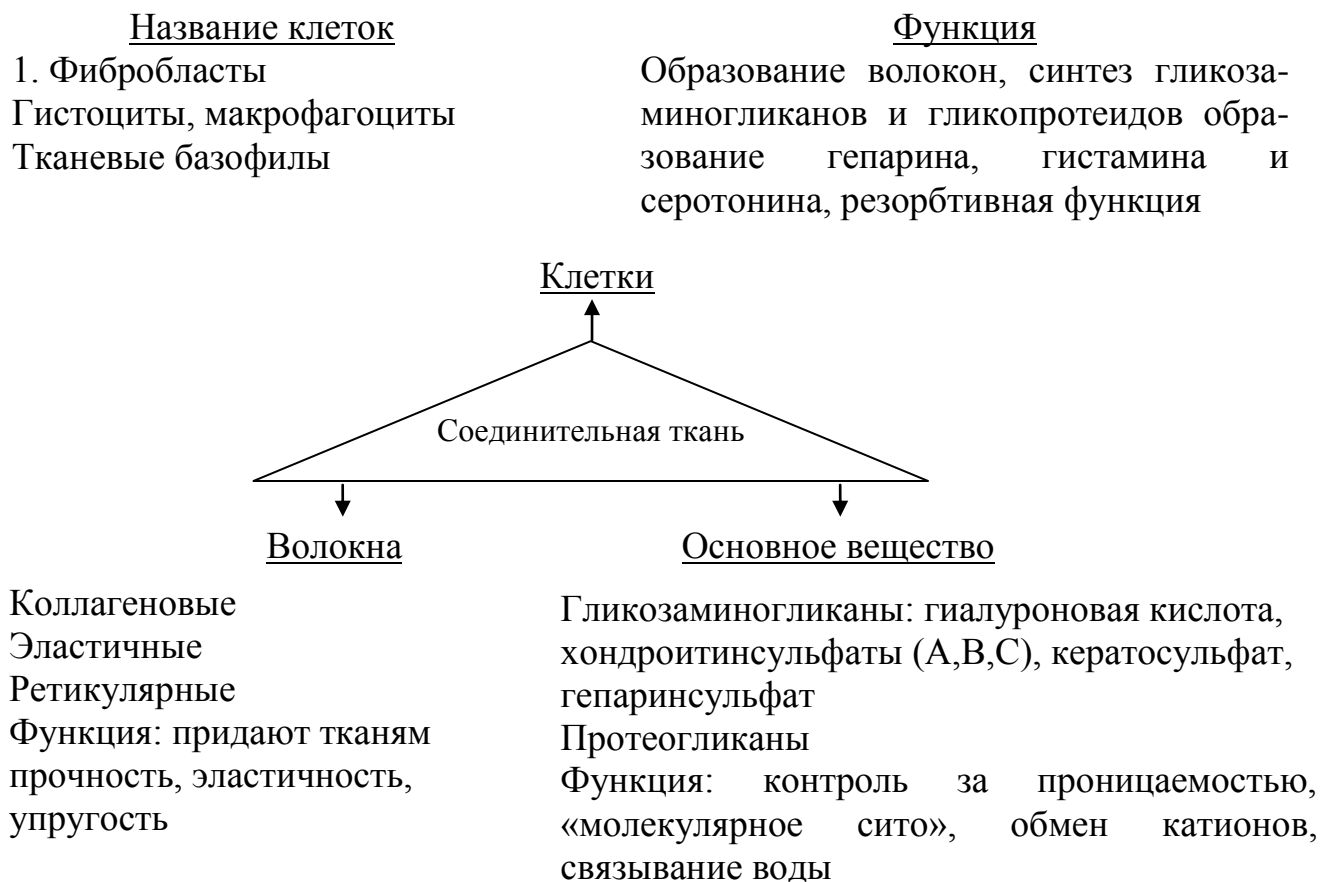 Название клеток
1. Фибробласты
Гистоциты, макрофагоциты
Тканевые базофилы
Функция
Образование волокон, синтез гликоза-
миногликанов и гликопротеидов обра-
зование гепарина, гистамина и
серотонина, резорбтивная функция
Клетки
Соединительная ткань
Волокна
Коллагеновые
Эластичные
Ретикулярные
Функция: придают тканям
прочность, эластичность,
упругость
Основное вещество
Гликозаминогликаны: гиалуроновая кислота,
хондроитинсульфаты (А,В,С), кератосульфат,
гепаринсульфат
Протеогликаны
Функция: контроль за проницаемостью,
«молекулярное сито», обмен катионов,
связывание воды